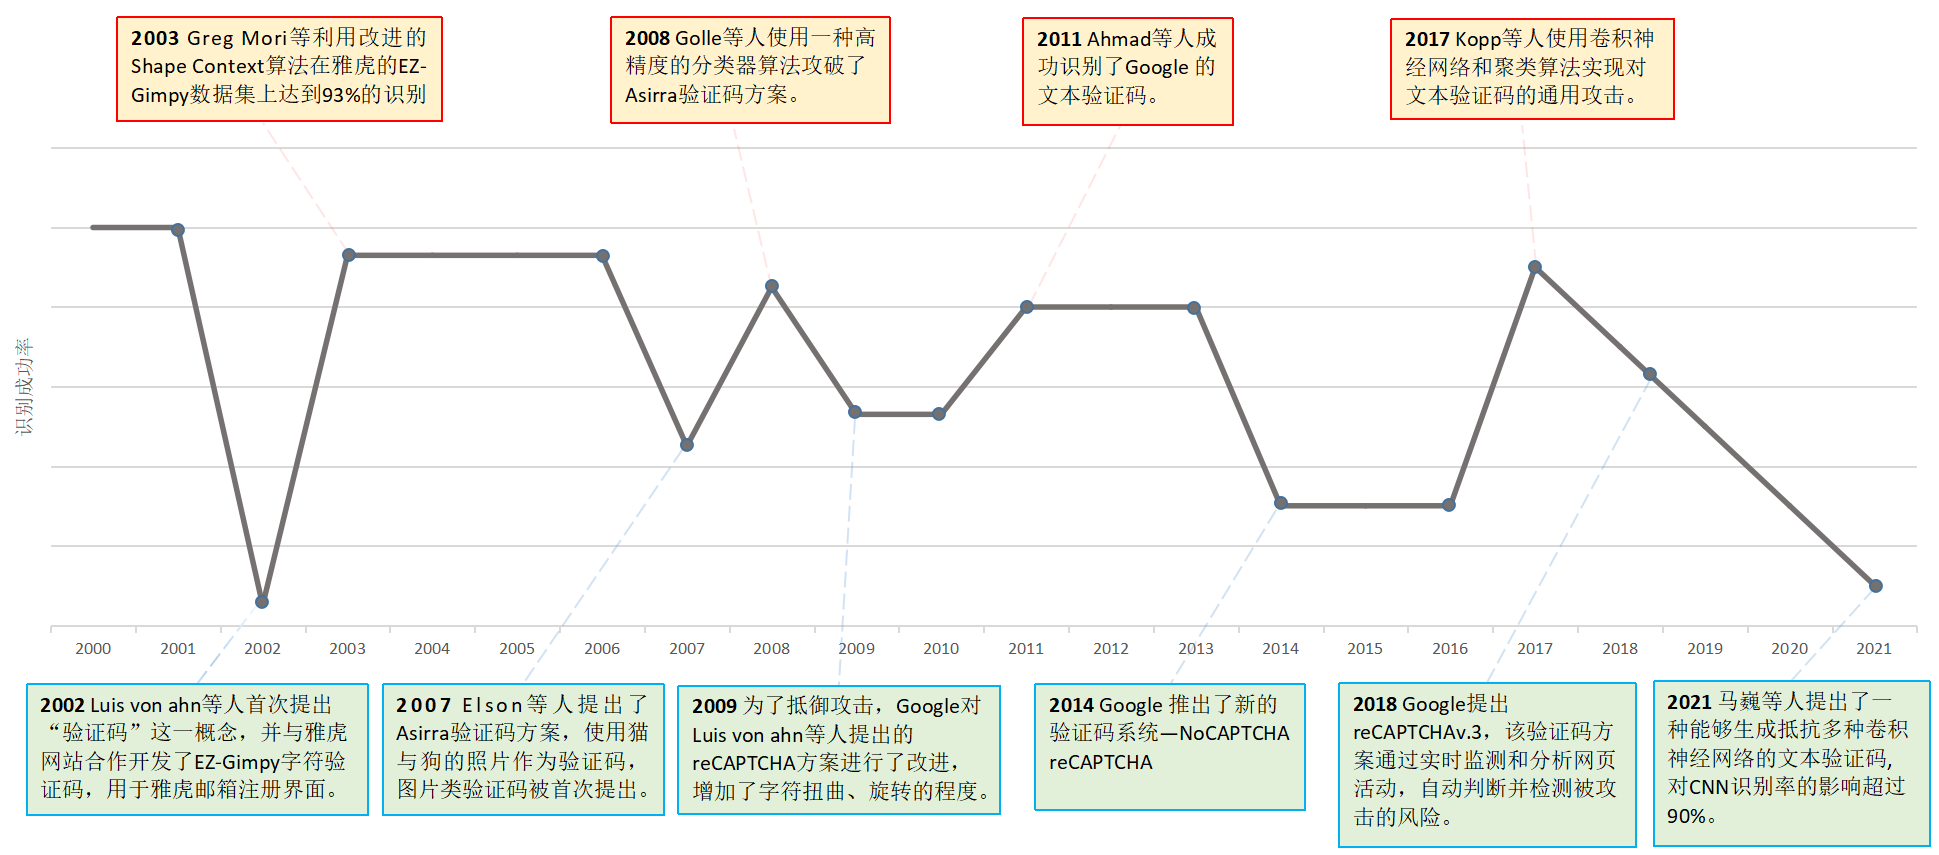 2003 Greg Mori等利用改进的
Shape Context算法在雅虎的EZ-
Gimpy数据集上达到93%的识别
2008 Golle等人使用一种高
精度的分类器算法攻破了
Asirra验证码方案。
2011 Ahmad等人成
功识别了Google 的
文本验证码。
2017 Kopp等人使用卷积神
经网络和聚类算法实现对
文本验证码的通用攻击。
识别成功率
2000 2001 2002 2003 2004 2005 2006 2007 2008 2009 2010 2011 2012 2013 2014 2015 2016 2017 2018 2019 2020 2021
2002 Luis von ahn等人首次提出
“验证码”这一概念，并与雅虎
网站合作开发了EZ-Gimpy字符验
证码，用于雅虎邮箱注册界面。
2007 Elson等人提出了
Asirra验证码方案，使用猫
与狗的照片作为验证码，
图片类验证码被首次提出。
2009 为了抵御攻击，Google对
Luis von ahn等人提出的
reCAPTCHA方案进行了改进，
增加了字符扭曲、旋转的程度。
2014 Google 推出了新的
验证码系统—NoCAPTCHA
reCAPTCHA
2018 Google提出
reCAPTCHAv.3，该验证码方
案通过实时监测和分析网页
活动，自动判断并检测被攻
击的风险。
2021 马巍等人提出了一
种能够生成抵抗多种卷积
神经网络的文本验证码,
对CNN识别率的影响超过
90%。